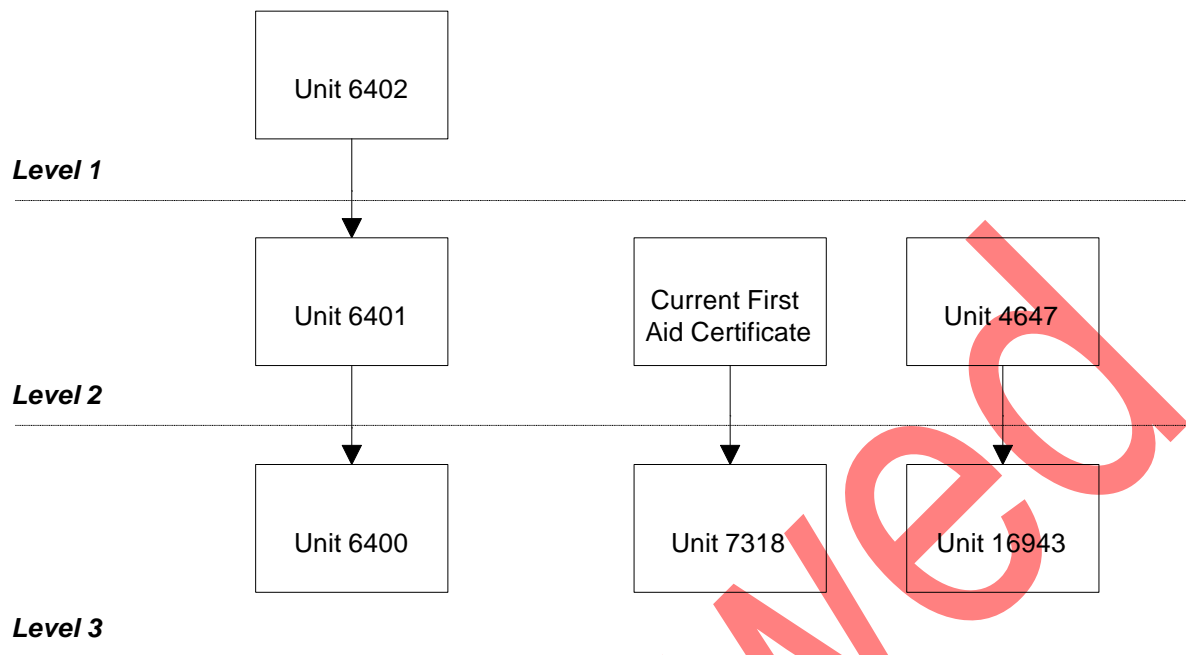 Unit 6402
Level 1
Unit 6401
Current First
Aid Certificate
Unit 4647
Level 2
Unit 6400
Unit 7318
Unit 16943
Level 3
wed